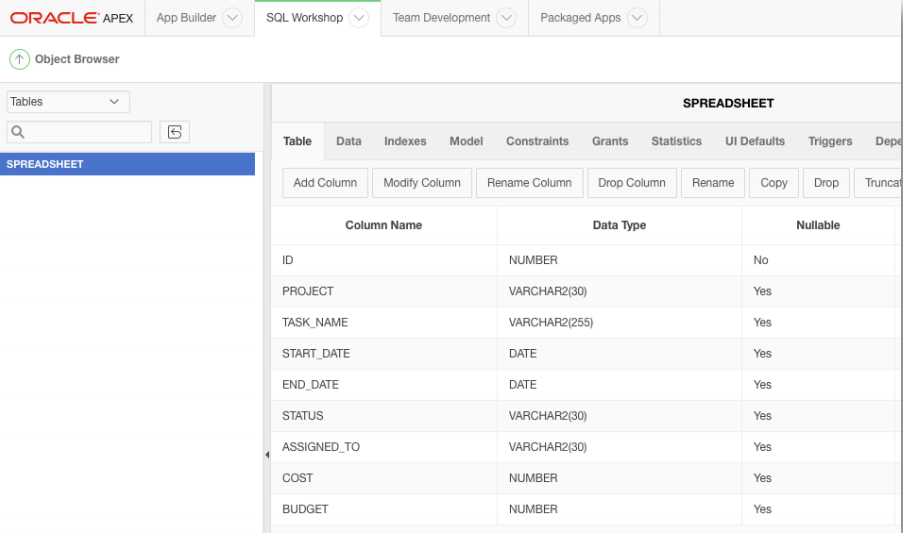 ORACLE APEX App Builder SQL Workshop Team Development Packaged Apps
Object Browser
Tables
SPREADSHEET
SPREADSHEET
Table Data Indexes Model Constraints Grants Statistics UI Defaults Triggers Depe
Add Column Modify Column Rename Column Drop Column Rename Copy Drop Truncat
Column Name Data Type Nullable
ID NUMBER No
PROJECT VARCHAR2(30) Yes
TASK_NAME VARCHAR2(255) Yes
START_DATE DATE Yes
END_DATE DATE Yes
STATUS VARCHAR2(30) Yes
ASSIGNED_TO VARCHAR2(30) Yes
COST NUMBER Yes
BUDGET NUMBER Yes